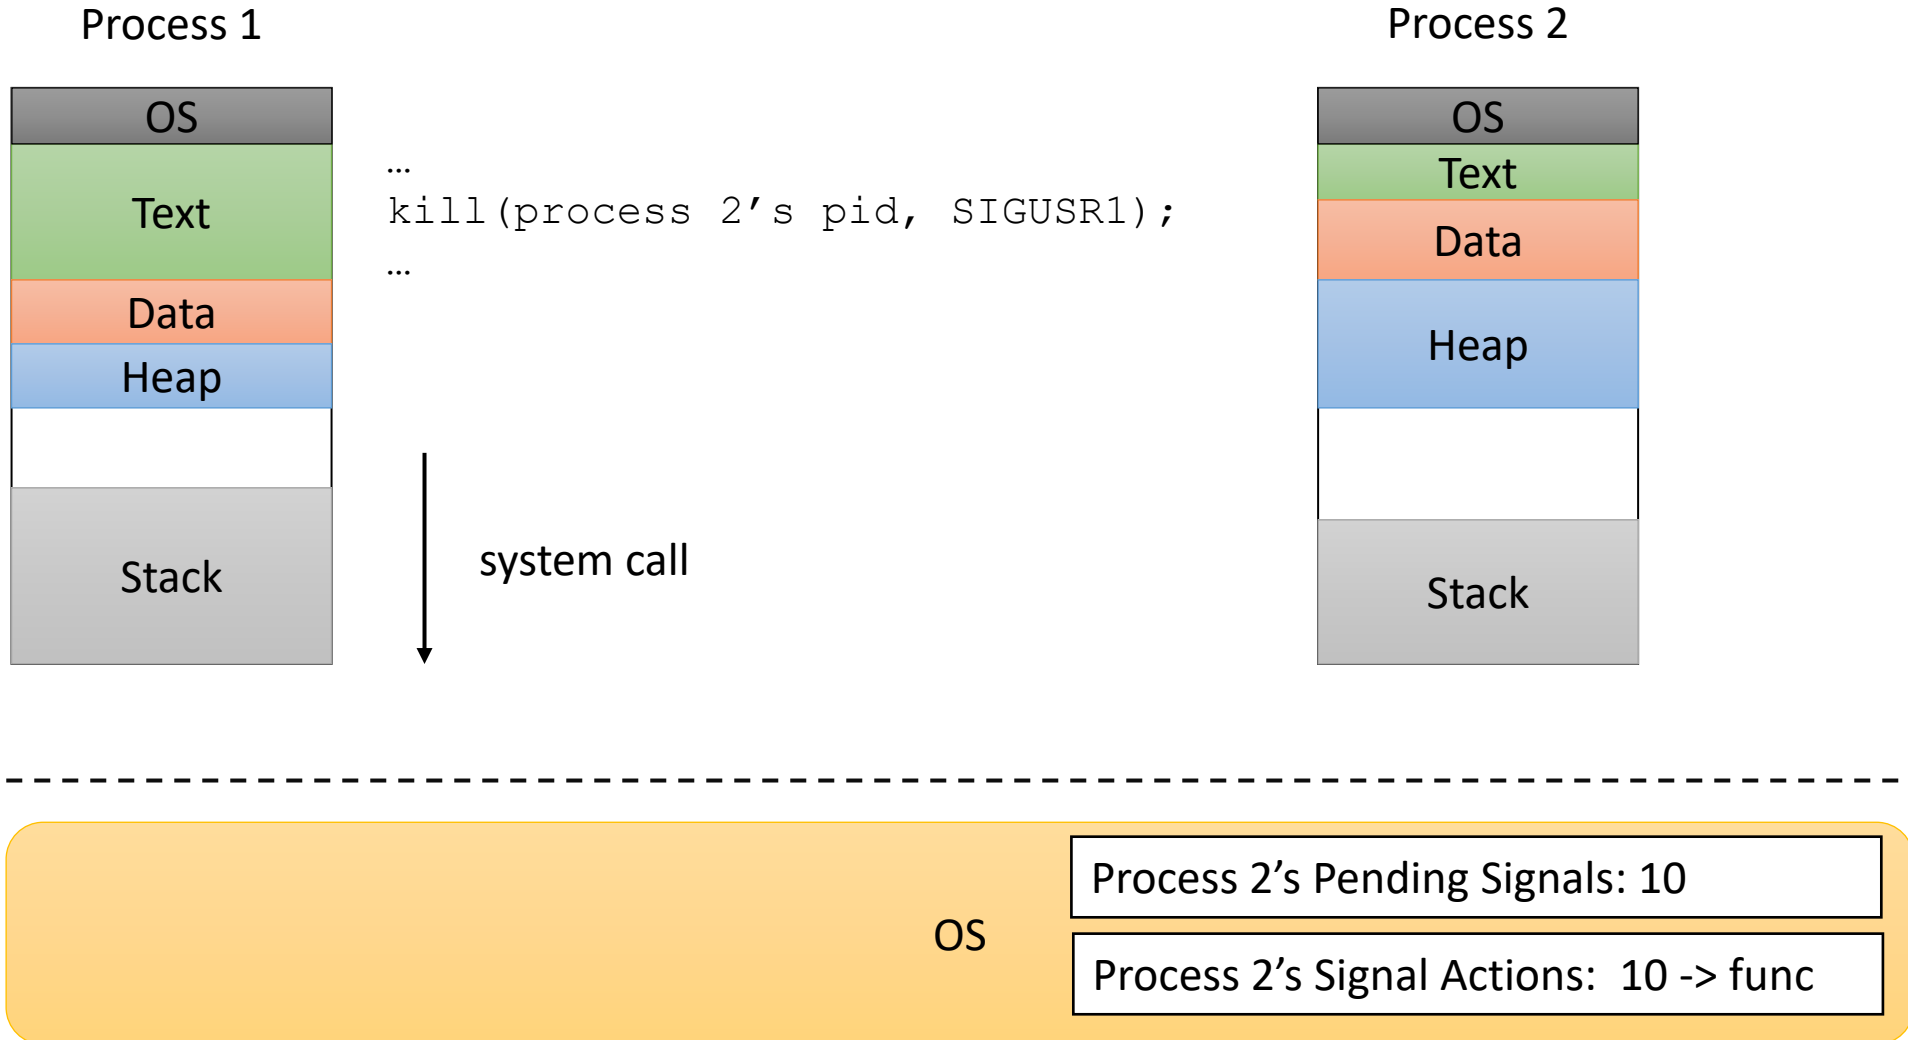 Process 1
Process 2
OS
Text
Data
Heap
Stack
…
kill(process 2’s pid, SIGUSR1);
…
system call
OS
Text
Data
Heap
Stack
OS
Process 2’s Pending Signals: 10
Process 2’s Signal Actions:  10 -> func